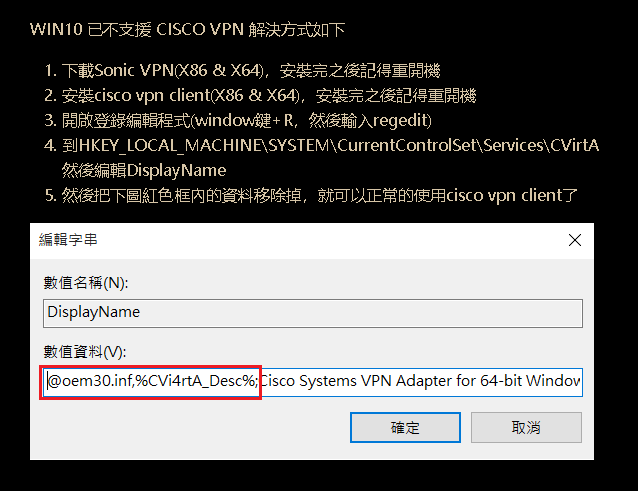 WIN10 已不支援 CISCO VPN 解決方式如下
1. 下載Sonic VPN(X86 & X64)，安裝完之後記得重開機
2. 安裝cisco vpn client(X86 & X64)，安裝完之後記得重開機
3. 開啟登錄編輯程式(window鍵+R，然後輸入regedit)
4. 到HKEY_LOCAL_MACHINE\SYSTEM\CurrentControlSet\Services\CVirtA
然後編輯DisplayName
5. 然後把下圖紅色框內的資料移除掉，就可以正常的使用cisco vpn client了
編輯字串
數值名稱(N):
DisplayName
數值資料(V):
@oem30.inf,%CVi4rtA_Desc%;Cisco Systems VPN Adapter for 64-bit Window
確定 取消